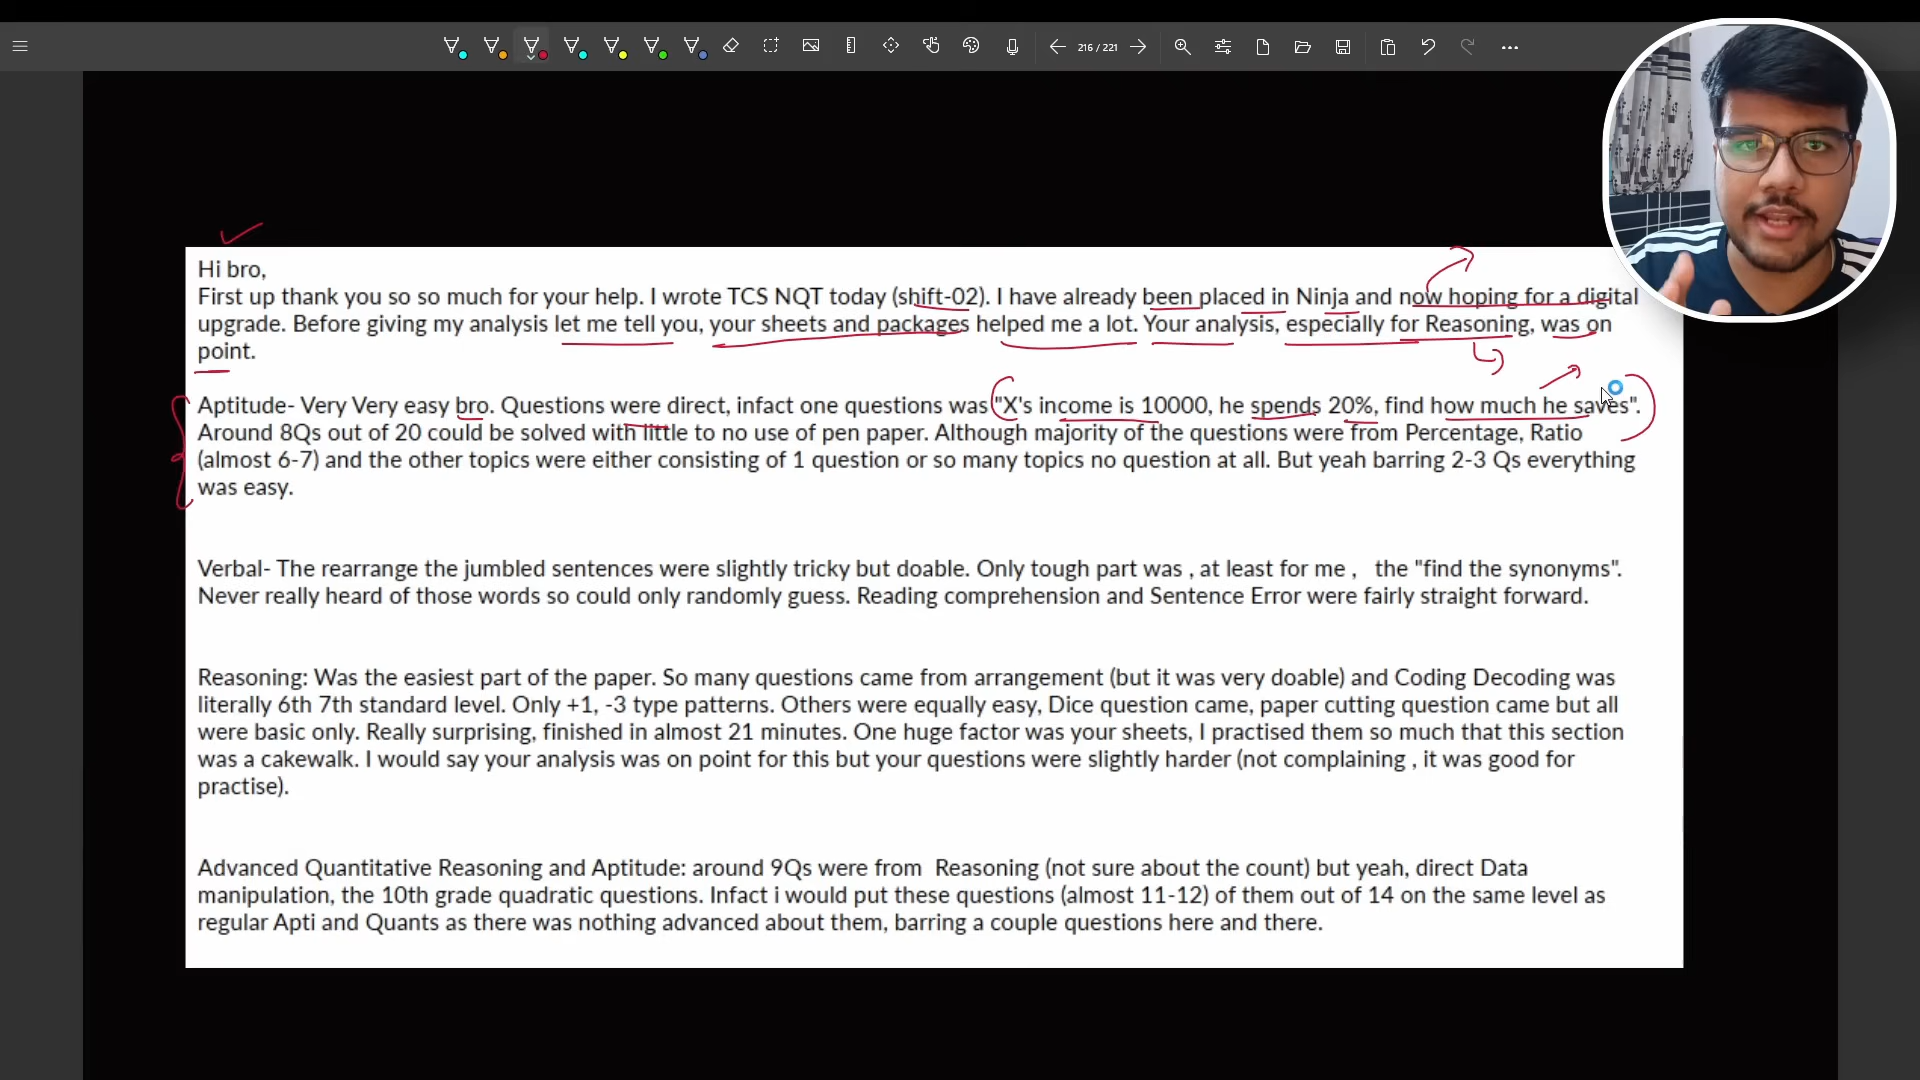 216 / 221
Hi bro,
First up thank you so so much for your help. I wrote TCS NQT today (shift-02). I have already been placed in Ninja and now hoping for a digital
upgrade. Before giving my analysis let me tell you, your sheets and packages helped me a lot. Your analysis, especially for Reasoning, was on
point.
Aptitude- Very Very easy bro. Questions were direct, infact one questions was "X's income is 10000, he spends 20%, find how much he saves".
Around 8Qs out of 20 could be solved with little to no use of pen paper. Although majority of the questions were from Percentage, Ratio
(almost 6-7) and the other topics were either consisting of 1 question or so many topics no question at all. But yeah barring 2-3 Qs everything
was easy.
Verbal- The rearrange the jumbled sentences were slightly tricky but doable. Only tough part was , at least for me , the "find the synonyms".
Never really heard of those words so could only randomly guess. Reading comprehension and Sentence Error were fairly straight forward.
Reasoning: Was the easiest part of the paper. So many questions came from arrangement (but it was very doable) and Coding Decoding was
literally 6th 7th standard level. Only +1, -3 type patterns. Others were equally easy, Dice question came, paper cutting question came but all
were basic only. Really surprising, finished in almost 21 minutes. One huge factor was your sheets, I practised them so much that this section
was a cakewalk. I would say your analysis was on point for this but your questions were slightly harder (not complaining , it was good for
practise).
Advanced Quantitative Reasoning and Aptitude: around 9Qs were from Reasoning (not sure about the count) but yeah, direct Data
manipulation, the 10th grade quadratic questions. Infact i would put these questions (almost 11-12) of them out of 14 on the same level as
regular Apti and Quants as there was nothing advanced about them, barring a couple questions here and there.